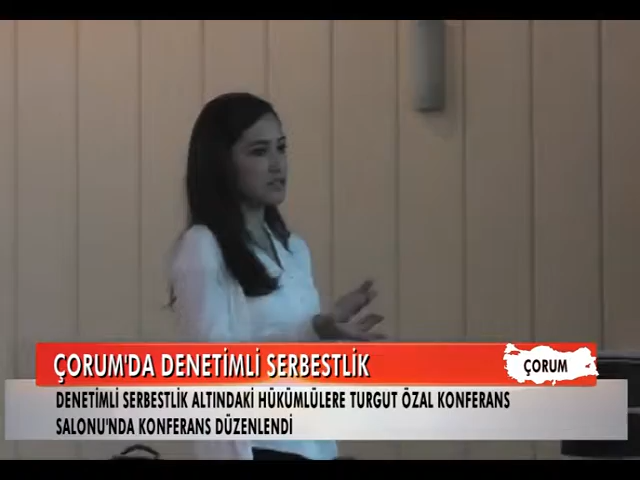 ÇORUM'DA DENETİMLİ SERBESTLİK
ÇORUM
DENETİMLİ SERBESTLİK ALTINDAKİ HÜKÜMLÜLERE TURGUT ÖZAL KONFERANS
SALONU'NDA KONFERANS DÜZENLENDİ